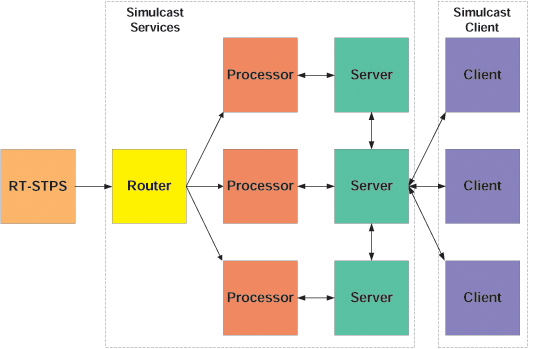 Simulcast
Services
Simulcast
Client
Processor
Server
Client
RT-STPS
Router
Processor
Server
Client
Processor
Server
Client